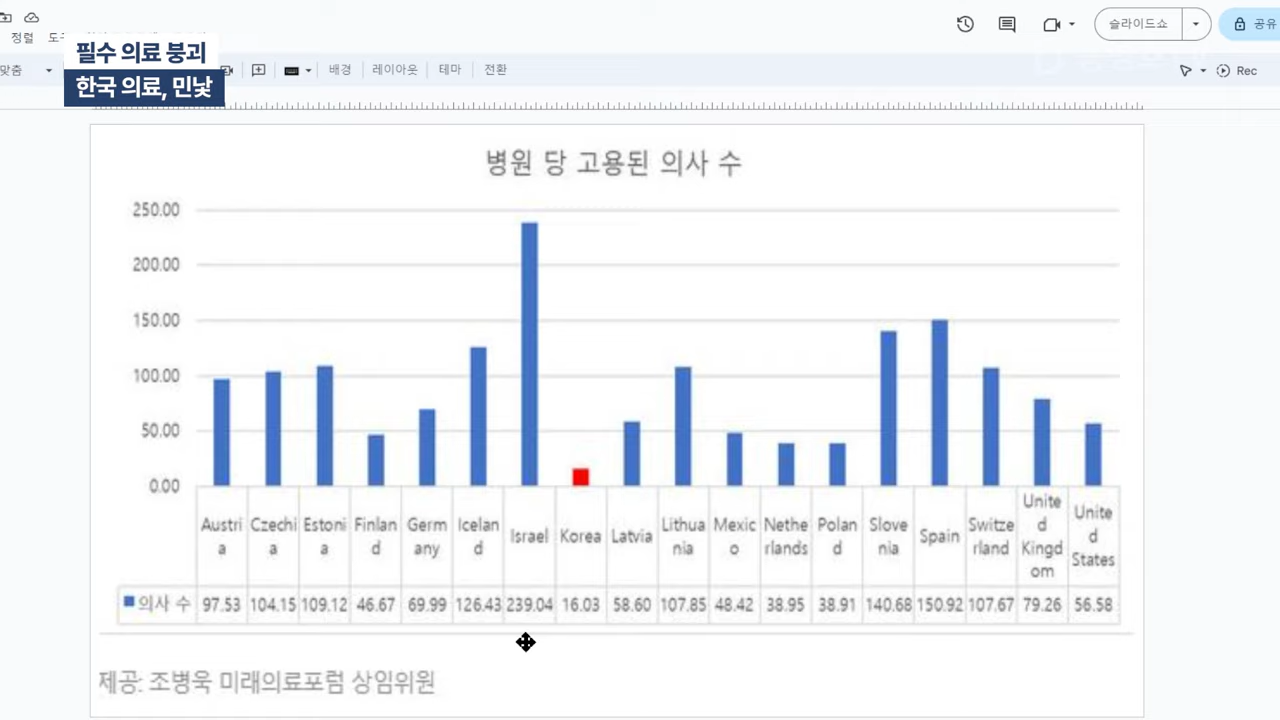 정렬
필수 의료 붕괴
한국 의료, 민낯
맞춤
배경
레이아웃
테마
전환
슬라이드쇼
공유
Rec
병원 당 고용된 의사 수
250.00
200.00
150.00
100.00
50.00
0.00
Austri
a
Czechi
a
Estoni
a
Finlan
d
Germ
any
Icelan
d
Israel
Korea
Latvia
Lithua
nia
Mexic
o
Nethe
rlands
Polan
d
Slove
nia
Spain
Switze
rland
Unite
d
Kingd
om
Unite
d
States
의사 수 97.53 104.15 109.12 46.67 69.99 126.43 239.04 16.03 58.60 107.85 48.42 38.95 38.91 140.68 150.92 107.67 79.26 56.58
제공: 조병욱 미래의료포럼 상임위원